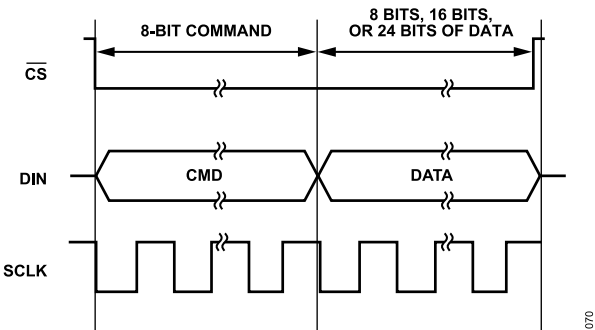 8-BIT COMMAND
8 BITS, 16 BITS,
OR 24 BITS OF DATA
CS
DIN
CMD
DATA
SCLK
070